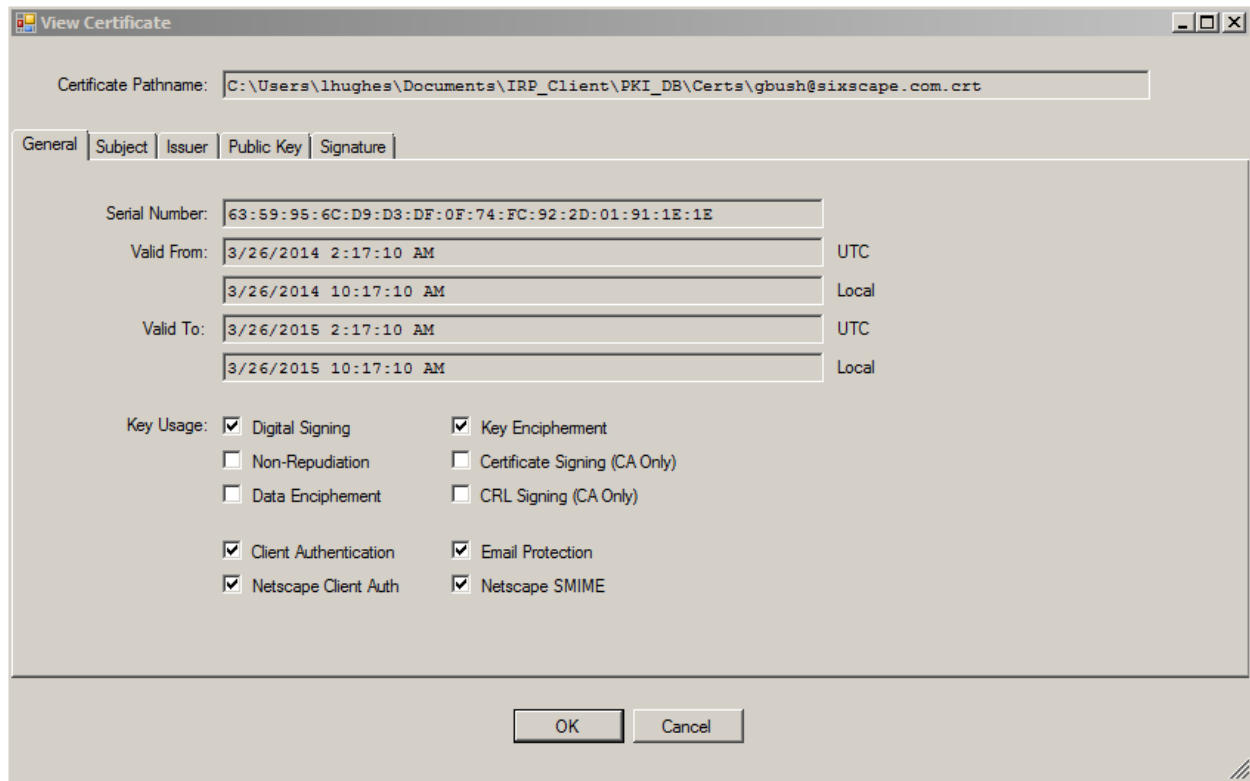 View Certificate
Certificate Pathname: C:\Users\lhughes\Documents\IRP_Client\PKI_DB\Certs\gbush@sixscape.com.crt
General Subject Issuer Public Key Signature
Serial Number: 63:59:95:6C:D9:D3:DF:0F:74:FC:92:2D:01:91:1E:1E
Valid From: 3/26/2014 2:17:10 AM UTC
3/26/2014 10:17:10 AM Local
Valid To: 3/26/2015 2:17:10 AM UTC
3/26/2015 10:17:10 AM Local
Key Usage: Digital Signing Key Encipherment
Non-Repudiation Certificate Signing (CA Only)
Data Enciphement CRL Signing (CA Only)
Client Authentication Email Protection
Netscape Client Auth Netscape SMIME
OK Cancel